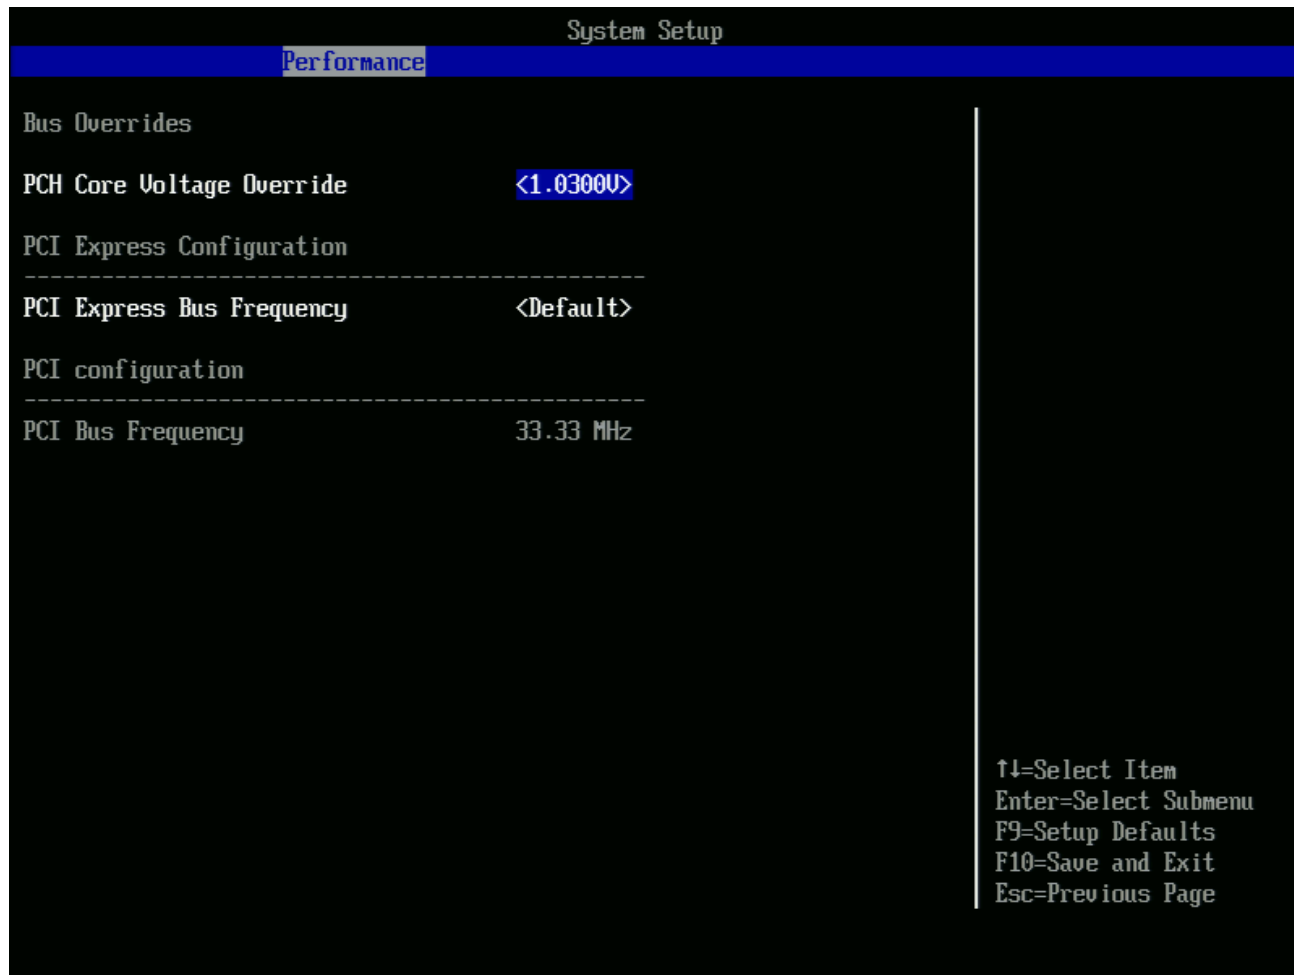 System Setup
Performance
Bus Overrides
PCH Core Voltage Override <1.0300V>
PCI Express Configuration
------------------------------------------------
PCI Express Bus Frequency <Default>
PCI configuration
------------------------------------------------
PCI Bus Frequency 33.33 MHz
↑↓=Select Item
Enter=Select Submenu
F9=Setup Defaults
F10=Save and Exit
Esc=Previous Page